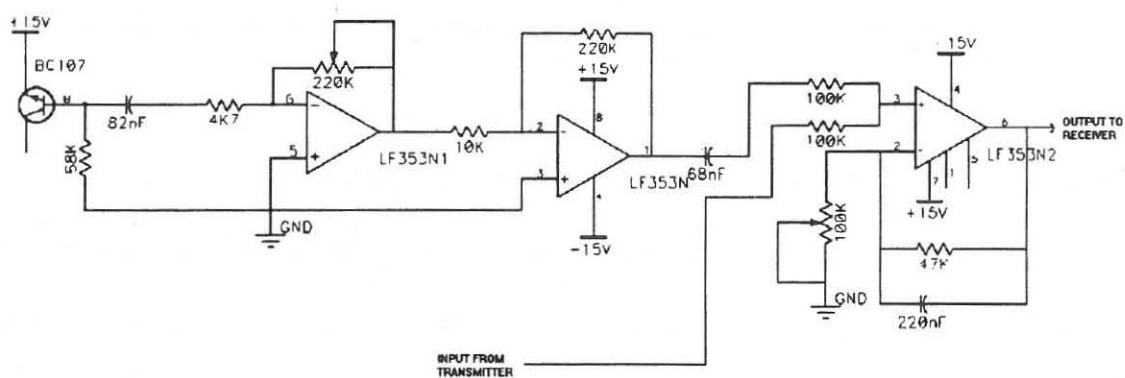 +15V
BC107
82nF
4K7
220K
6
-
5
+
LF353N1
GND
10K
220K
+15V
8
2
-
3
+
1
LF353N
4
-15V
68nF
100K
100K
15V
4
3
+
2
-
6
7
1
5
LF353N2
+15V
OUTPUT TO
RECEIVER
100K
GND
47K
220nF
INPUT FROM
TRANSMITTER